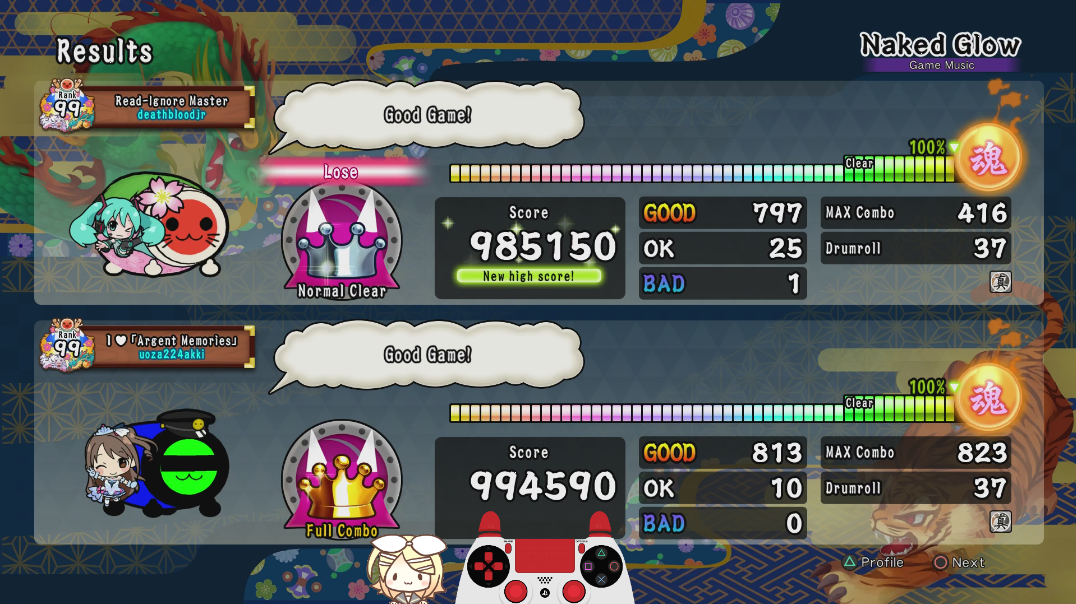 Results
Naked Glow
Game Music
Rank
99
Read-Ignore Master
deathbloodjr
Good Game!
Lose
Normal Clear
Clear
100%
魂
Score
985150
New high score!
GOOD 797
OK 25
BAD 1
MAX Combo 416
Drumroll 37
真
Rank
99
I♥「Argent Memories」
uoza224akki
Good Game!
Full Combo
Clear
100%
魂
Score
994590
GOOD 813
OK 10
BAD 0
MAX Combo 823
Drumroll 37
真
Profile
Next